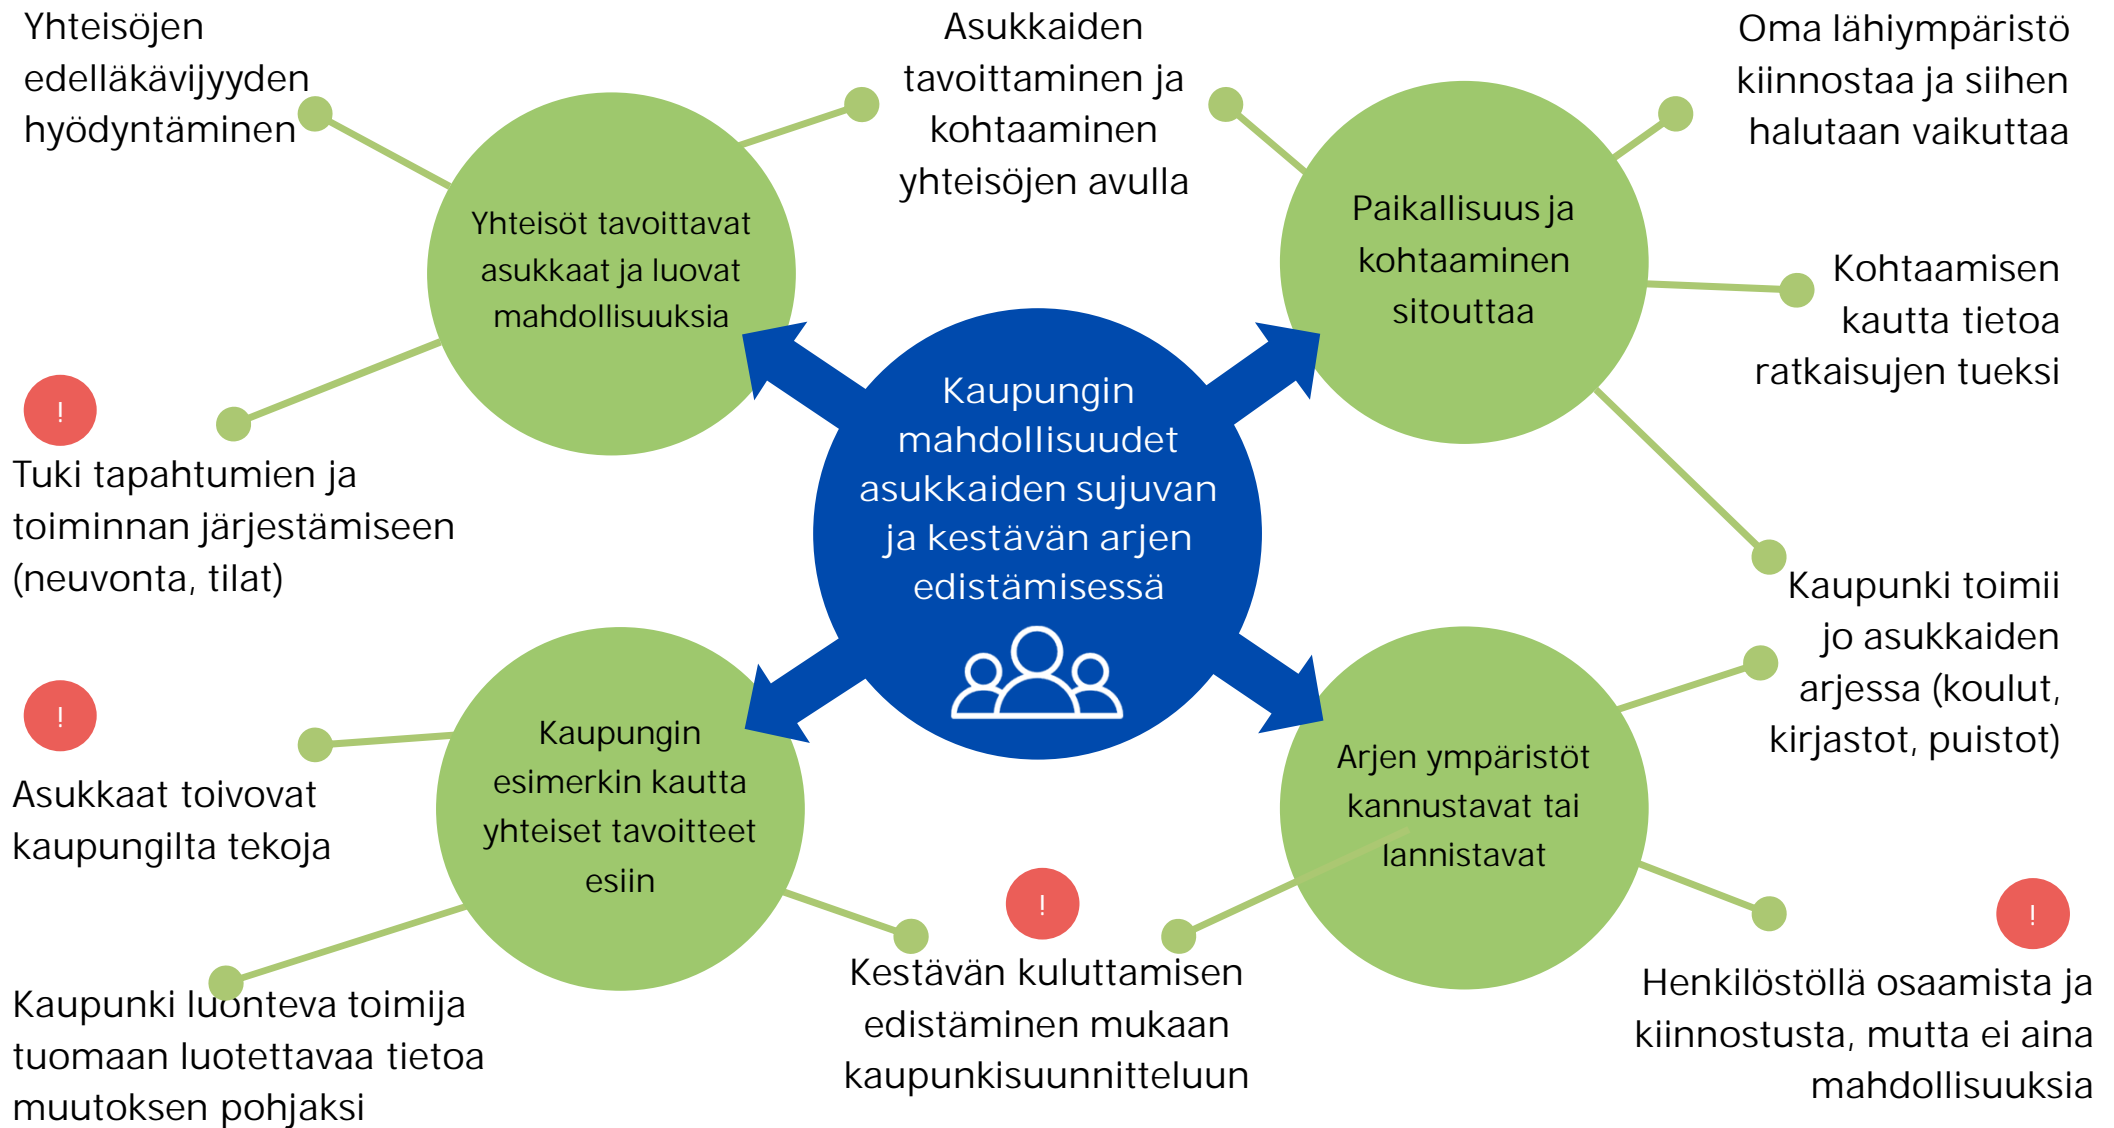 Yhteisöjen
edelläkävijyyden
hyödyntäminen
Asukkaiden
tavoittaminen ja
kohtaaminen
yhteisöjen avulla
Oma lähiympäristö
kiinnostaa ja siihen
halutaan vaikuttaa
Yhteisöt tavoittavat
asukkaat ja luovat
mahdollisuuksia
Paikallisuus ja
kohtaaminen
sitouttaa
Kohtaamisen
kautta tietoa
ratkaisujen tueksi
!
Tuki tapahtumien ja
toiminnan järjestämiseen
(neuvonta, tilat)
Kaupungin
mahdollisuudet
asukkaiden sujuvan
ja kestävän arjen
edistämisessä
Kaupunki toimii
jo asukkaiden
arjessa (koulut,
kirjastot, puistot)
!
Asukkaat toivovat
kaupungilta tekoja
Kaupungin
esimerkin kautta
yhteiset tavoitteet
esiin
Arjen ympäristöt
kannustavat tai
lannistavat
!
Kestävän kuluttamisen
edistäminen mukaan
kaupunkisuunnitteluun
!
Henkilöstöllä osaamista ja
kiinnostusta, mutta ei aina
mahdollisuuksia
Kaupunki luonteva toimija
tuomaan luotettavaa tietoa
muutoksen pohjaksi